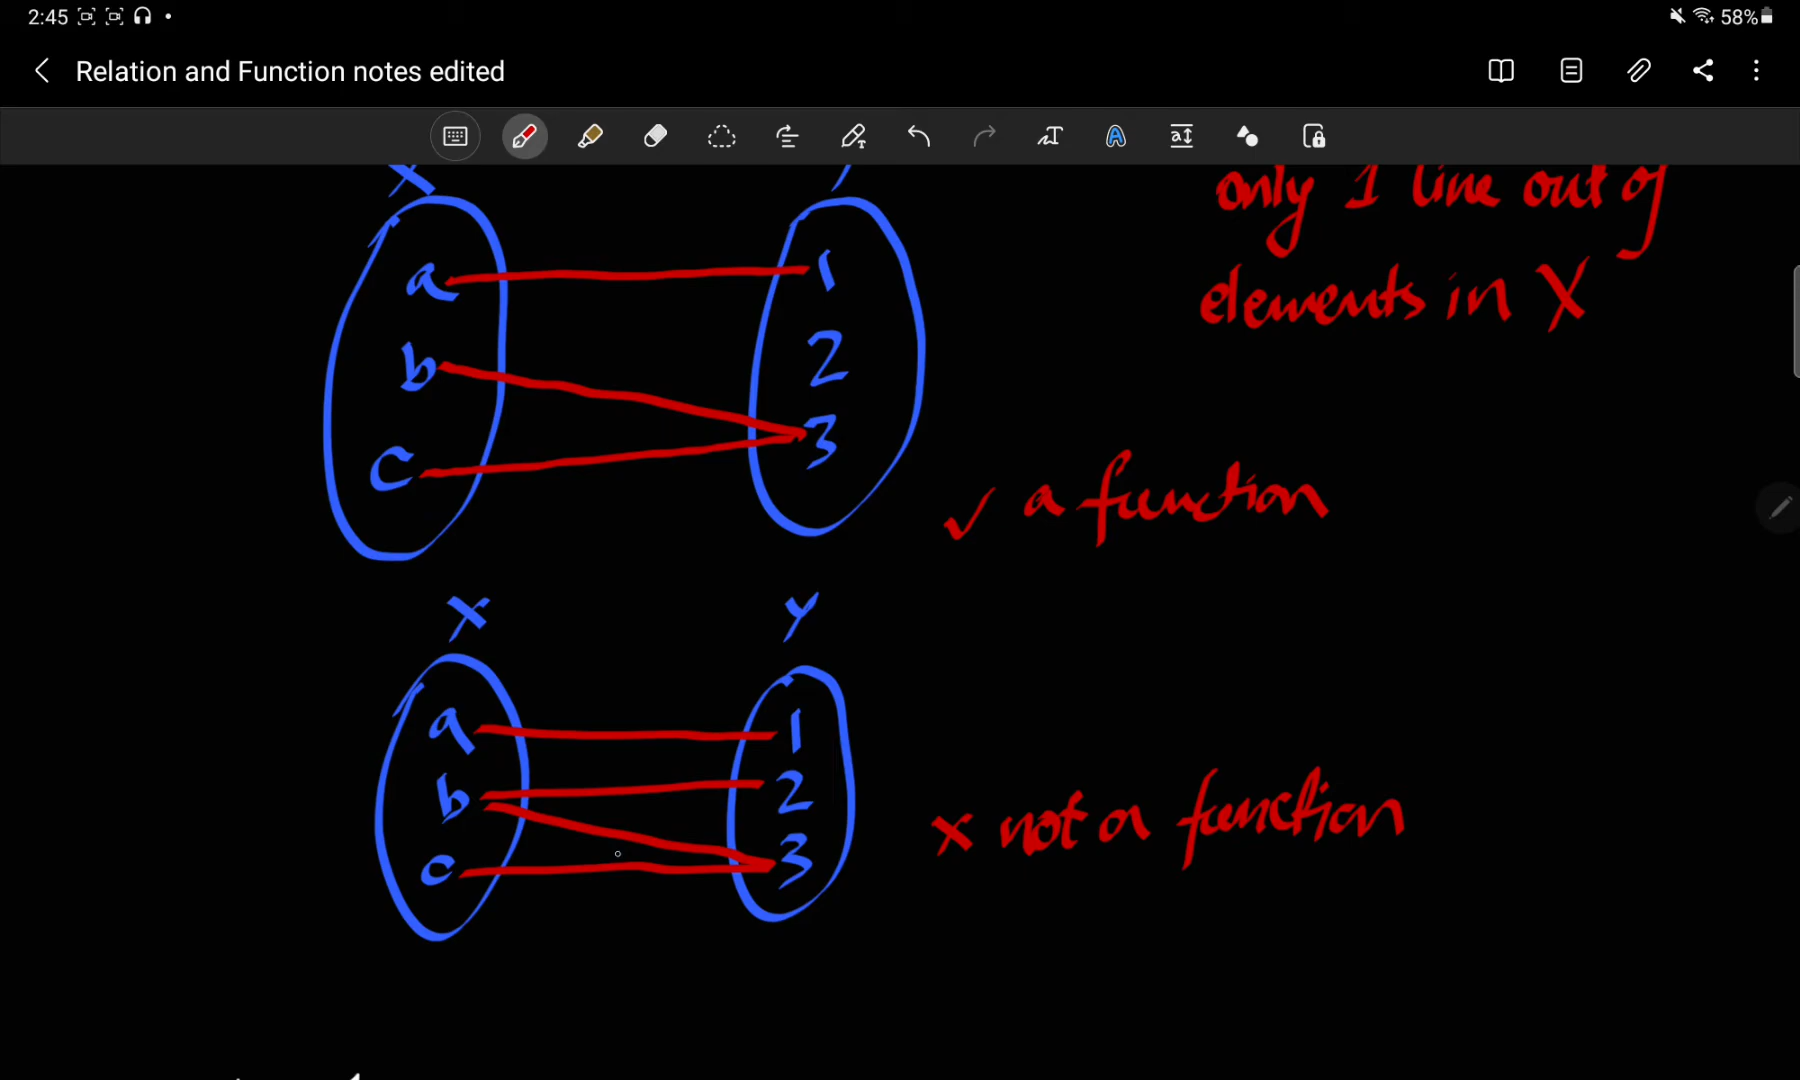 2:45
58%
Relation and Function notes edited
only 1 line out of
elements in X
X
a
b
c
1
2
3
✓ a function
X
Y
a
b
c
1
2
3
x not a function